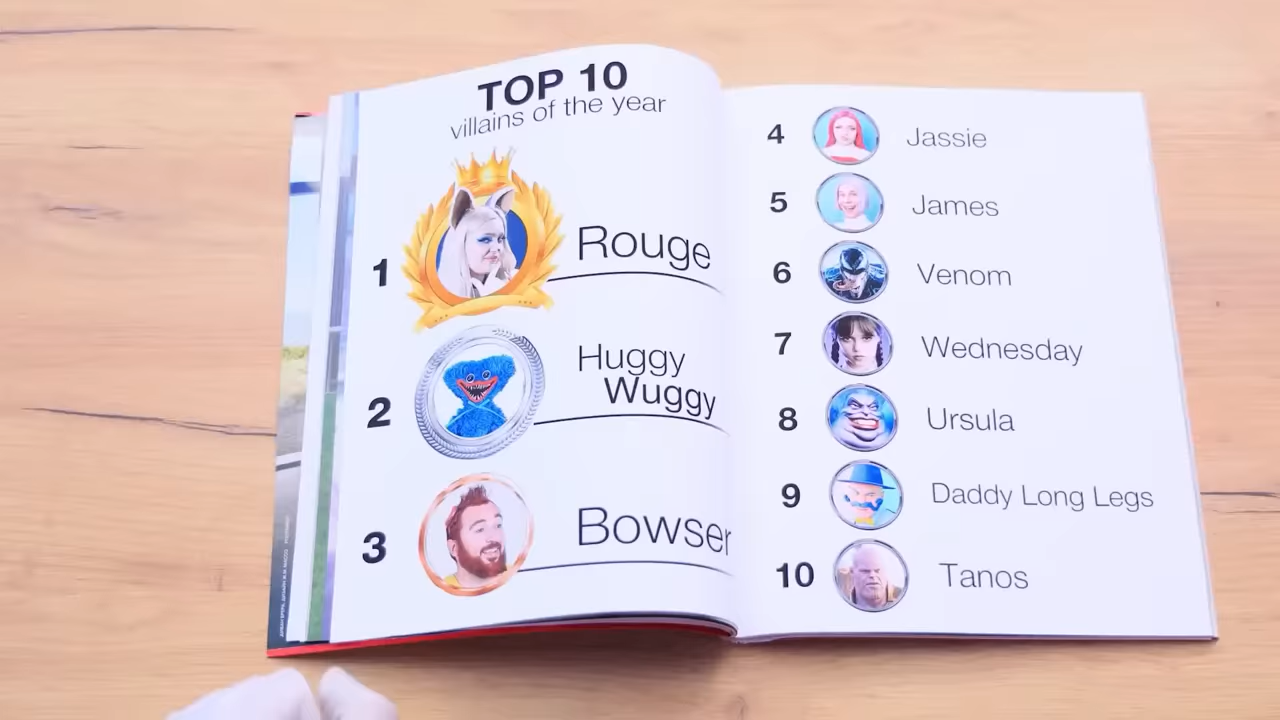 TOP 10
villains of the year
1 Rouge
2 Huggy
Wuggy
3 Bowser
4 Jassie
5 James
6 Venom
7 Wednesday
8 Ursula
9 Daddy Long Legs
10 Tanos